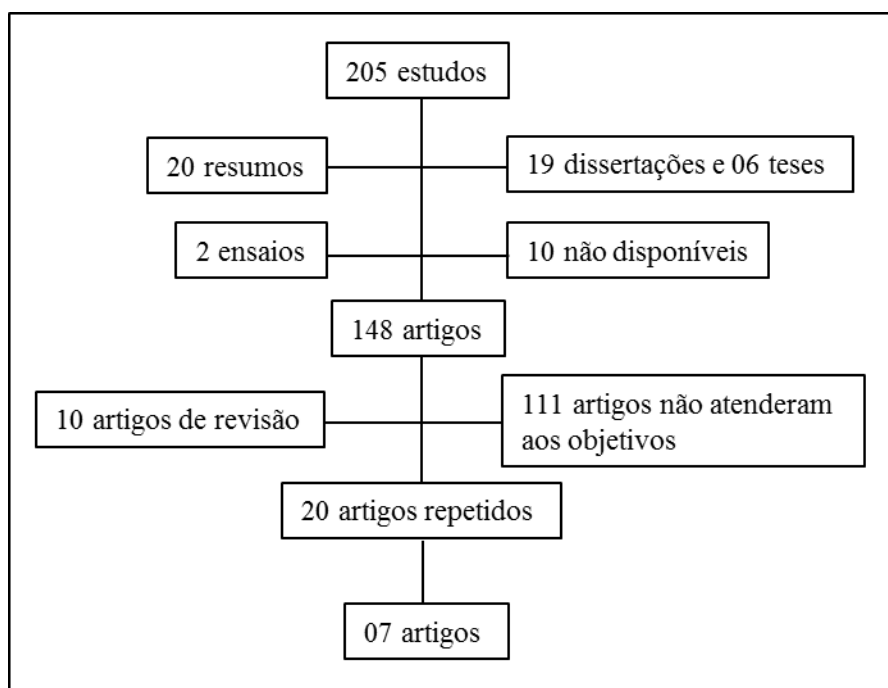 205 estudos
20 resumos
19 dissertações e 06 teses
2 ensaios
10 não disponíveis
148 artigos
10 artigos de revisão
111 artigos não atenderam
aos objetivos
20 artigos repetidos
07 artigos